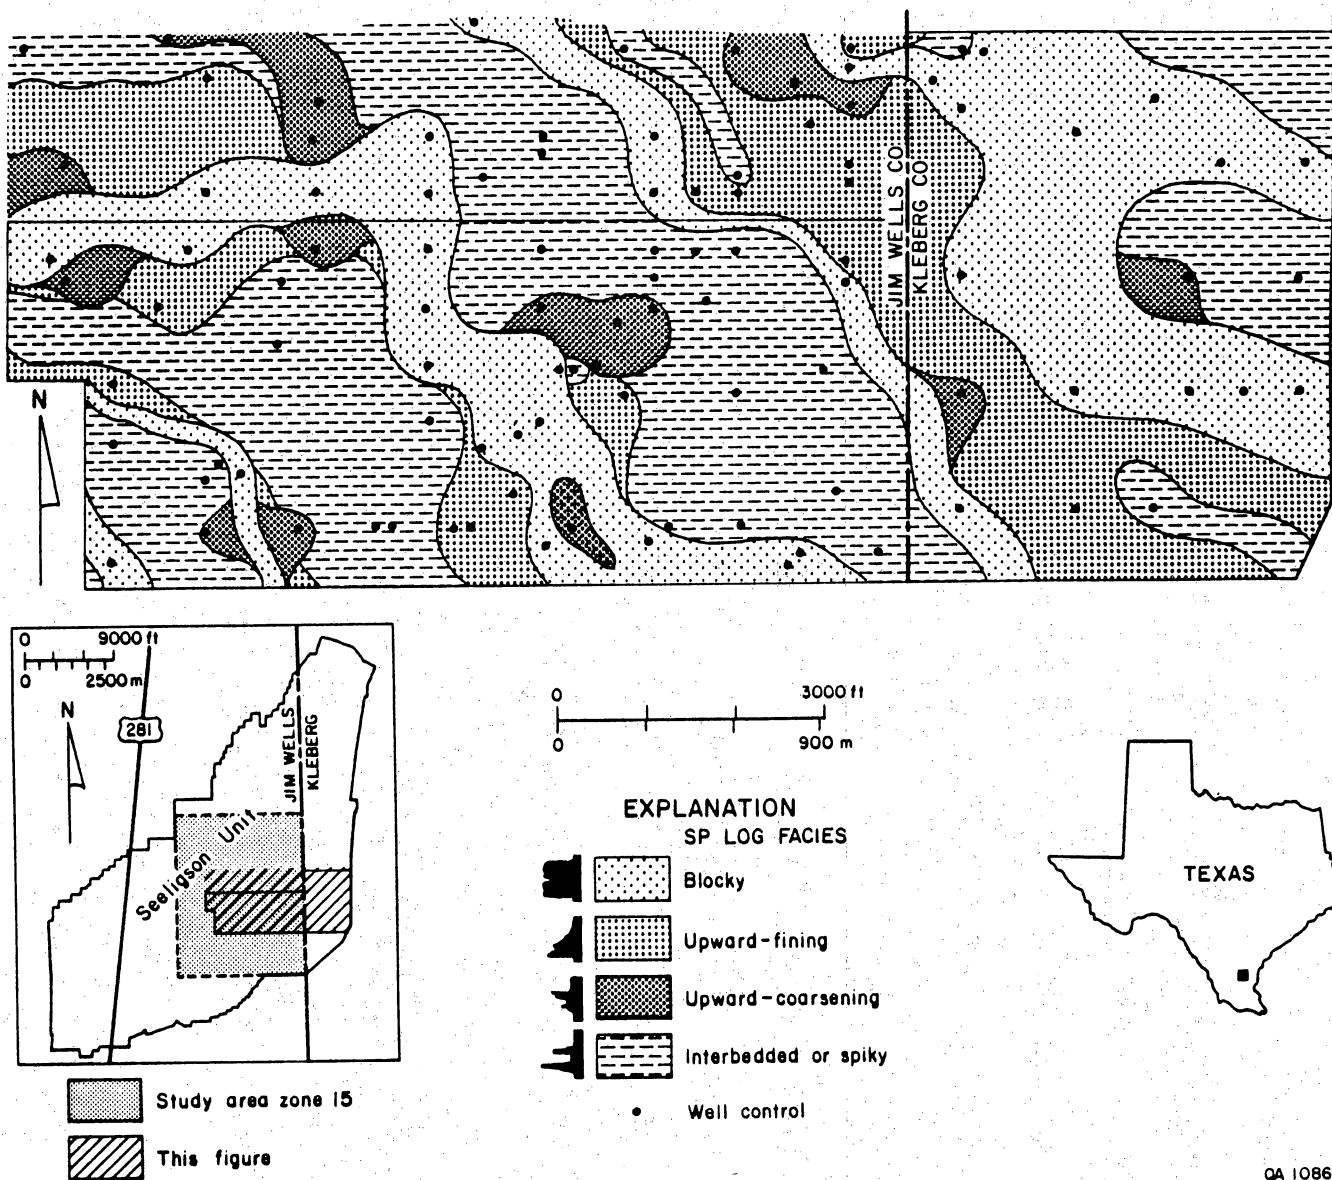 JIM WELLS CO
KLEBERG CO
N
0 9000 ft
0 2500 m
N
281
JIM WELLS
KLEBERG
Seeligson Unit
Study area zone 15
This figure
0 3000 ft
0 900 m
EXPLANATION
SP LOG FACIES
Blocky
Upward-fining
Upward-coarsening
Interbedded or spiky
Well control
TEXAS
QA 1086